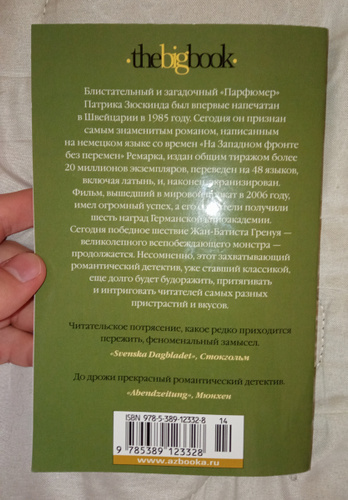 ·thebigbook·
Блистательный и загадочный «Парфюмер»
Патрика Зюскинда был впервые напечатан
в Швейцарии в 1985 году. Сегодня он признан
самым знаменитым романом, написанным
на немецком языке со времен «На Западном фронте
без перемен» Ремарка, издан общим тиражом более
20 миллионов экземпляров, переведен на 48 языков,
включая латынь, и, наконец, экранизирован.
Фильм, вышедший в мировой прокат в 2006 году,
имел огромный успех, а его создатели получили
шесть наград Германской киноакадемии.
Сегодня победное шествие Жан-Батиста Гренуя —
великолепного всепобеждающего монстра —
продолжается. Несомненно, этот захватывающий
романтический детектив, уже ставший классикой,
еще долго будет будоражить, притягивать
и интриговать читателей самых разных
пристрастий и вкусов.
Читательское потрясение, какое редко приходится
пережить, феноменальный замысел.
«Svenska Dagbladet», Стокгольм
До дрожи прекрасный романтический детектив.
«Abendzeitung», Мюнхен
ISBN 978-5-389-12332-8
14
9 785389 123328
www.azbooka.ru